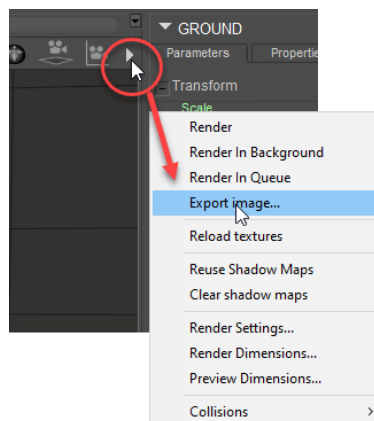 GROUND
Parameters
Propertie
Transform
Scale
Render
Render In Background
Render In Queue
Export image...
Reload textures
Reuse Shadow Maps
Clear shadow maps
Render Settings...
Render Dimensions...
Preview Dimensions...
Collisions